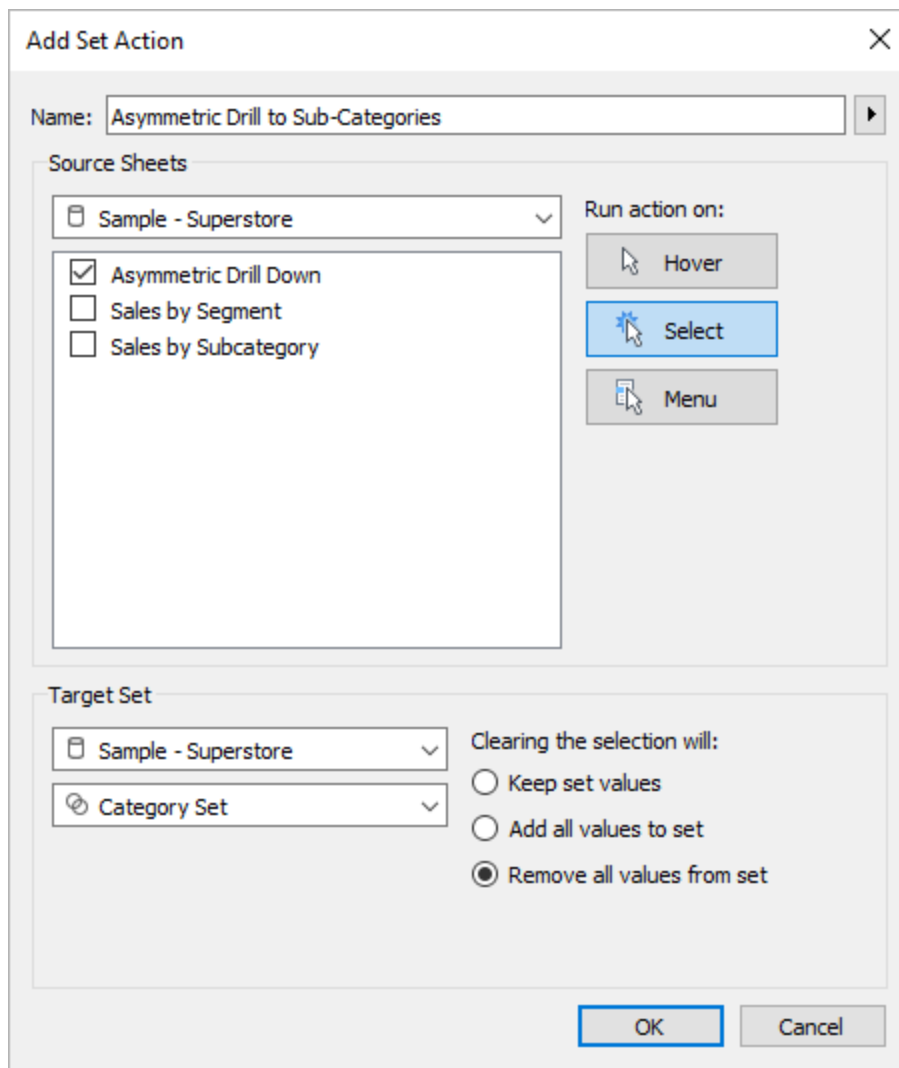 Add Set Action
Name: Asymmetric Drill to Sub-Categories
Source Sheets
Sample - Superstore
Run action on:
Asymmetric Drill Down
Sales by Segment
Sales by Subcategory
Hover
Select
Menu
Target Set
Sample - Superstore
Category Set
Clearing the selection will:
Keep set values
Add all values to set
Remove all values from set
OK
Cancel